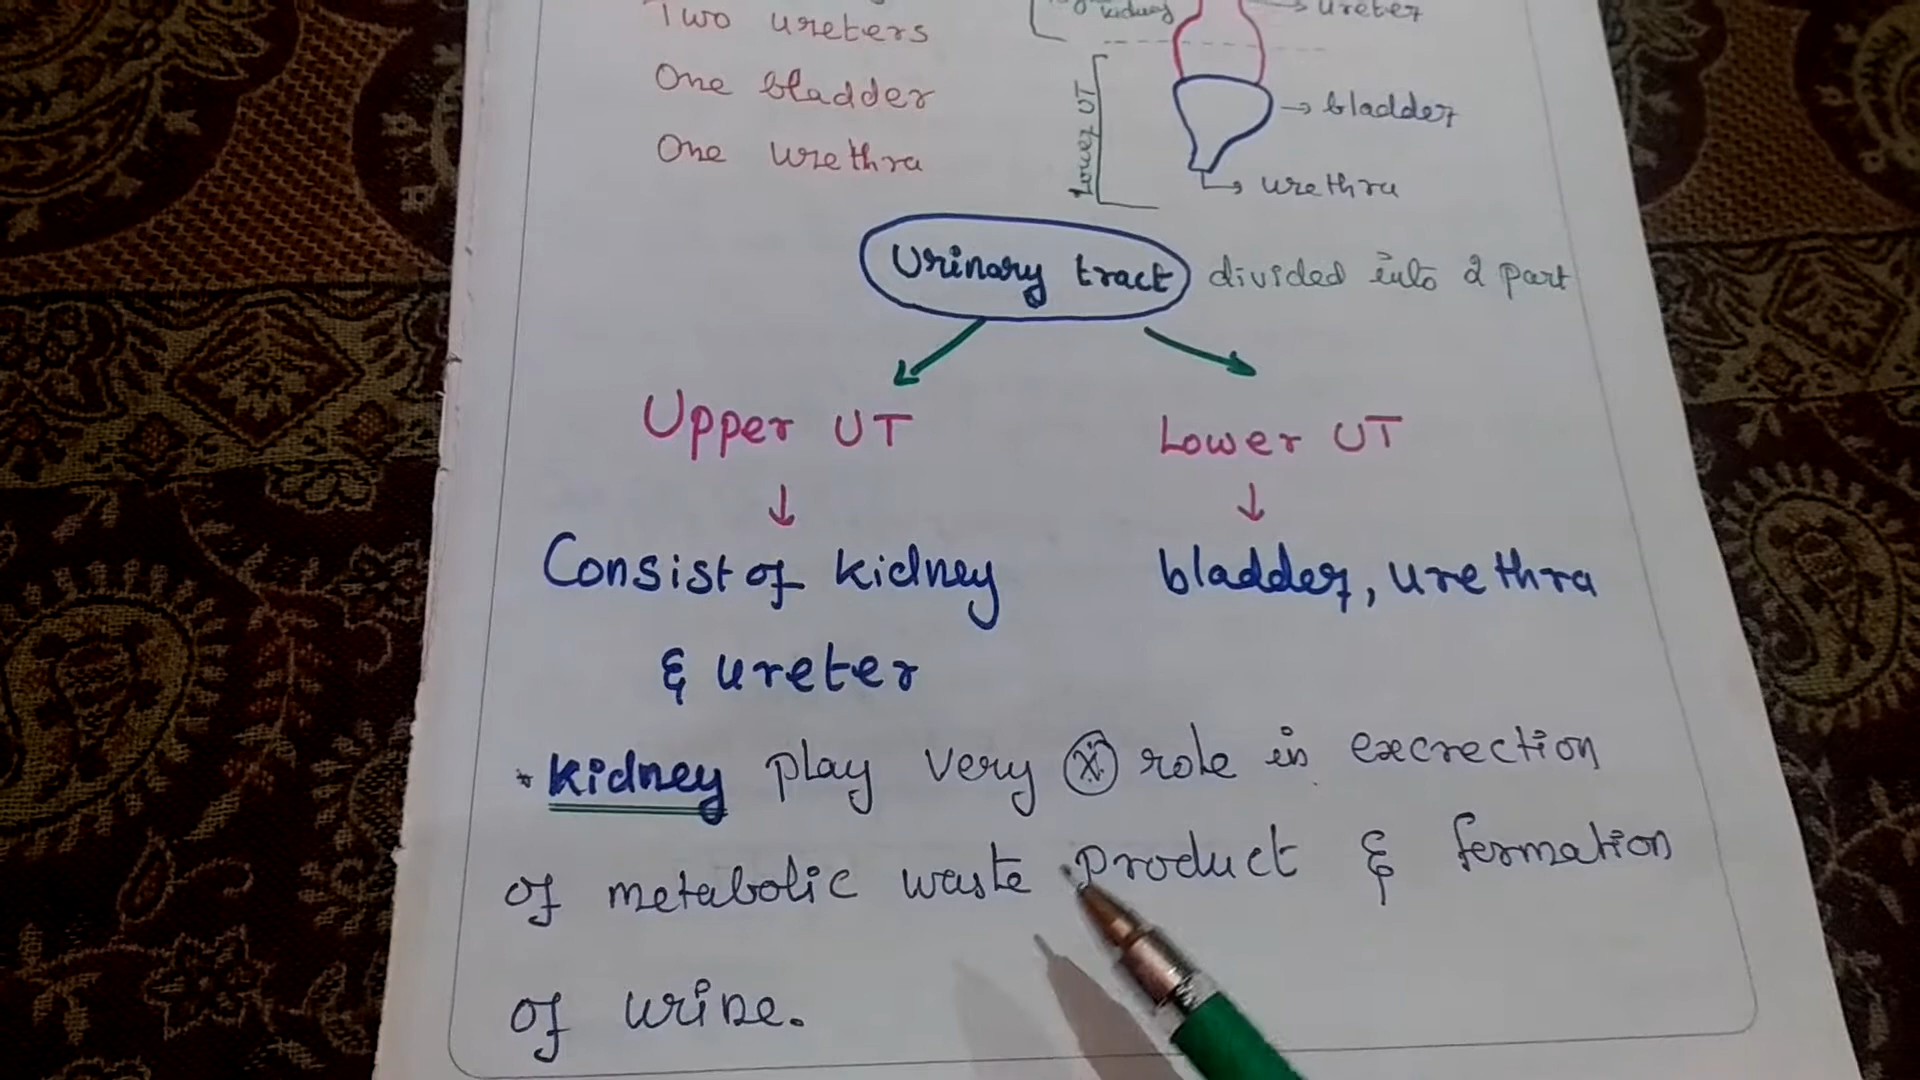 Two ureters
One bladder
One urethra
kidney
ureter
Lower UT
bladder
urethra
Urinary tract divided into 2 part
Upper UT
Lower UT
Consist of kidney
& ureter
bladder, urethra
* kidney play very role in excrection
of metabolic waste product & formation
of urine.